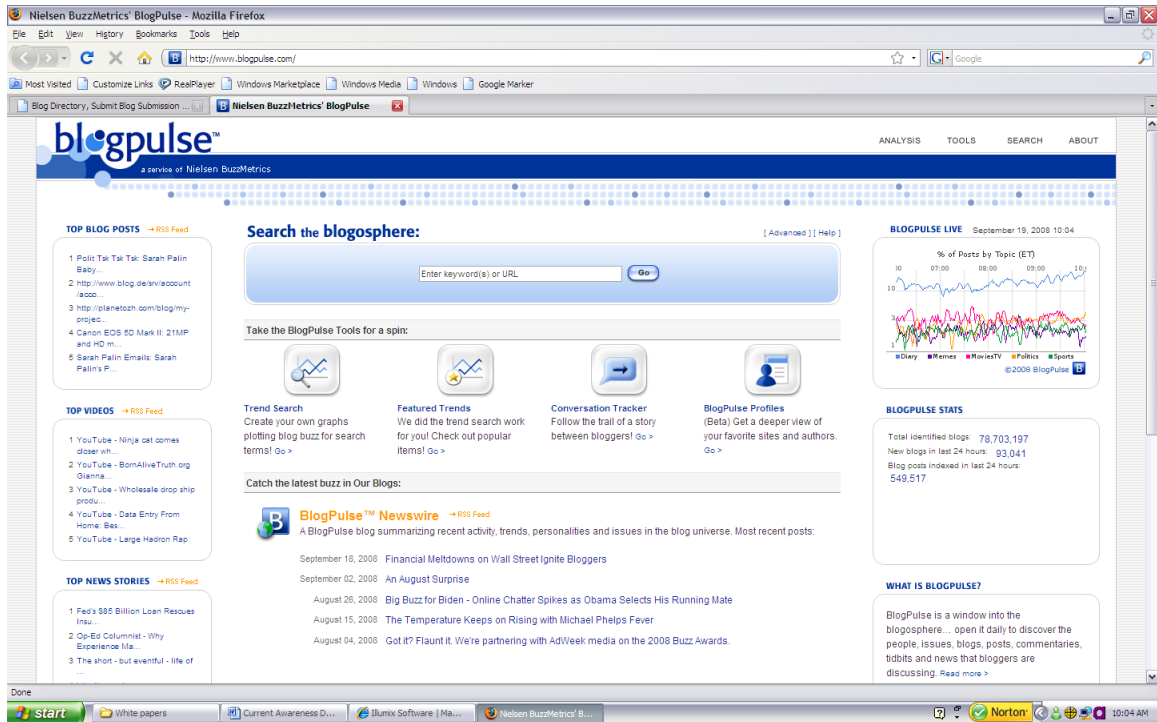 Nielsen BuzzMetrics' BlogPulse - Mozilla Firefox
File Edit View History Bookmarks Tools Help
http://www.blogpulse.com/
Google
Most Visited Customize Links RealPlayer Windows Marketplace Windows Media Windows Google Marker
Blog Directory, Submit Blog Submission ... Nielsen BuzzMetrics' BlogPulse
blogpulse™
a service of Nielsen BuzzMetrics
ANALYSIS TOOLS SEARCH ABOUT
TOP BLOG POSTS → RSS Feed
1 Polit Tsk Tsk Tsk: Sarah Palin
Baby...
2 http://www.blog.de/srv/account
/acco...
3 http://planetozh.com/blog/my-
projec...
4 Canon EOS 5D Mark II: 21MP
and HD m...
5 Sarah Palin Emails: Sarah
Palin's P...
TOP VIDEOS → RSS Feed
1 YouTube - Ninja cat comes
closer wh...
2 YouTube - BornAliveTruth.org
Gianna...
3 YouTube - Wholesale drop ship
produ...
4 YouTube - Data Entry From
Home: Bes...
5 YouTube - Large Hadron Rap
TOP NEWS STORIES → RSS Feed
1 Fed's $85 Billion Loan Rescues
Insu...
2 Op-Ed Columnist - Why
Experience Ma...
3 The short - but eventful - life of
...
Search the blogosphere:
[ Advanced ] [ Help ]
Enter keyword(s) or URL
Go
Take the BlogPulse Tools for a spin:
Trend Search
Create your own graphs
plotting blog buzz for search
terms! Go >
Featured Trends
We did the trend search work
for you! Check out popular
items! Go >
Conversation Tracker
Follow the trail of a story
between bloggers! Go >
BlogPulse Profiles
(Beta) Get a deeper view of
your favorite sites and authors.
Go >
Catch the latest buzz in Our Blogs:
BlogPulse™ Newswire → RSS Feed
A BlogPulse blog summarizing recent activity, trends, personalities and issues in the blog universe. Most recent posts:
September 18, 2008 Financial Meltdowns on Wall Street Ignite Bloggers
September 02, 2008 An August Surprise
August 26, 2008 Big Buzz for Biden - Online Chatter Spikes as Obama Selects His Running Mate
August 15, 2008 The Temperature Keeps on Rising with Michael Phelps Fever
August 04, 2008 Got it? Flaunt it. We're partnering with AdWeek media on the 2008 Buzz Awards.
BLOGPULSE LIVE September 19, 2008 10:04
% of Posts by Topic (ET)
07:00 08:00 09:00
10
1
Diary Memes MoviesTV Politics Sports
©2008 BlogPulse B
BLOGPULSE STATS
Total identified blogs: 78,703,197
New blogs in last 24 hours: 93,041
Blog posts indexed in last 24 hours:
549,517
WHAT IS BLOGPULSE?
BlogPulse is a window into the
blogosphere... open it daily to discover the
people, issues, blogs, posts, commentaries,
tidbits and news that bloggers are
discussing. Read more >
Done
start White papers Current Awareness D... Illumix Software | Ma... Nielsen BuzzMetrics' B... Norton 10:04 AM